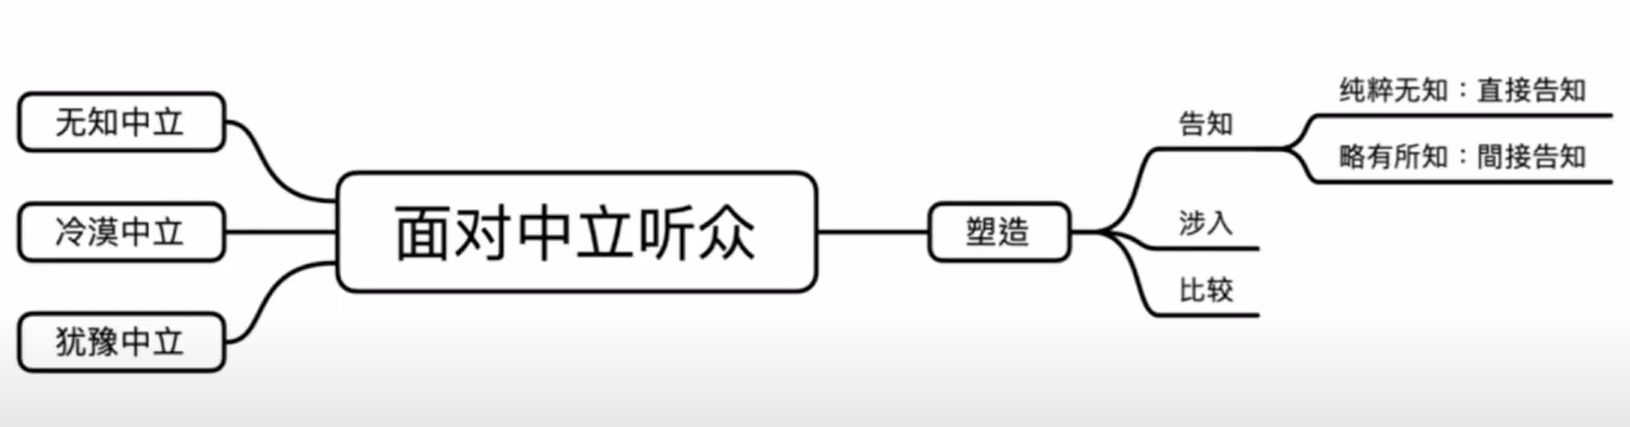 无知中立
冷漠中立
犹豫中立
面对中立听众
塑造
告知
纯粹无知：直接告知
略有所知：間接告知
涉入
比较